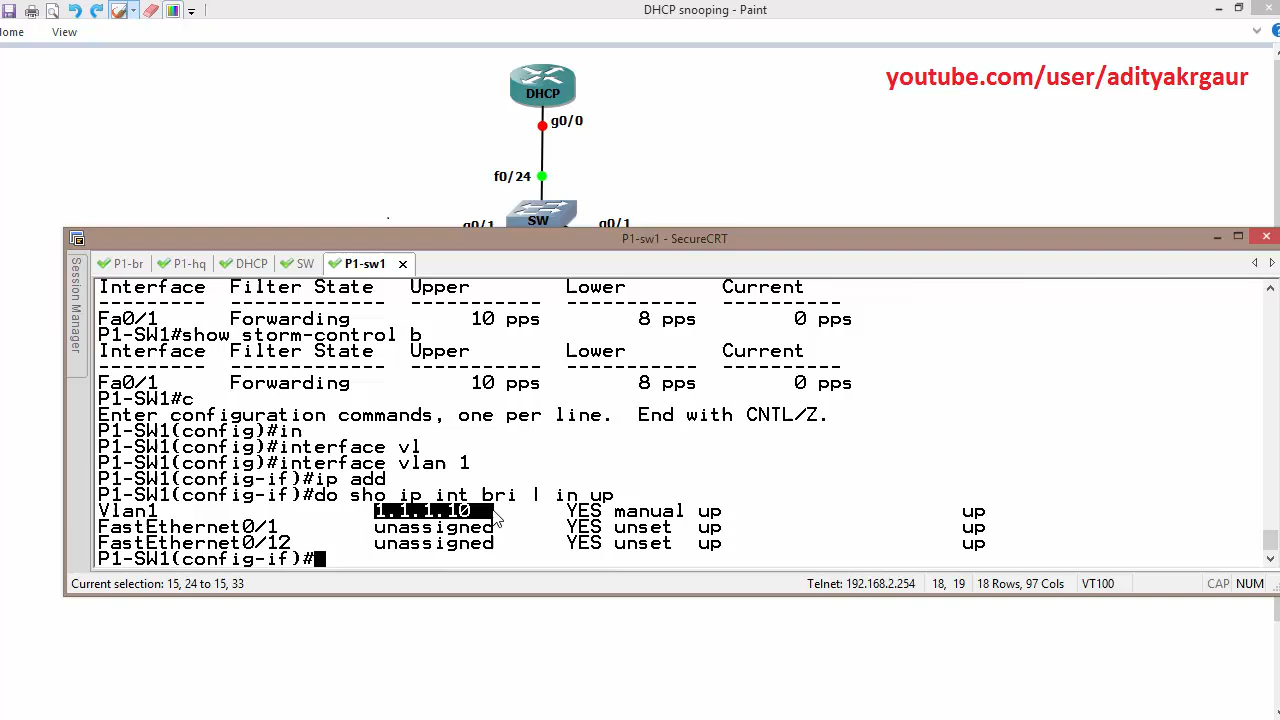 DHCP snooping - Paint
ome View
youtube.com/user/adityakrgaur
DHCP
g0/0
f0/24
g0/1 SW g0/1
P1-sw1 - SecureCRT
Session Manager
P1-br P1-hq DHCP SW P1-sw1
Interface Filter State Upper Lower Current
--------- ------------- ----------- ----------- ----------
Fa0/1 Forwarding 10 pps 8 pps 0 pps
P1-SW1#show storm-control b
Interface Filter State Upper Lower Current
--------- ------------- ----------- ----------- ----------
Fa0/1 Forwarding 10 pps 8 pps 0 pps
P1-SW1#c
Enter configuration commands, one per line. End with CNTL/Z.
P1-SW1(config)#in
P1-SW1(config)#interface vl
P1-SW1(config)#interface vlan 1
P1-SW1(config-if)#ip add
P1-SW1(config-if)#do sho ip int bri | in up
Vlan1 1.1.1.10 YES manual up up
FastEthernet0/1 unassigned YES unset up up
FastEthernet0/12 unassigned YES unset up up
P1-SW1(config-if)#
Current selection: 15, 24 to 15, 33 Telnet: 192.168.2.254 18, 19 18 Rows, 97 Cols VT100 CAP NUM